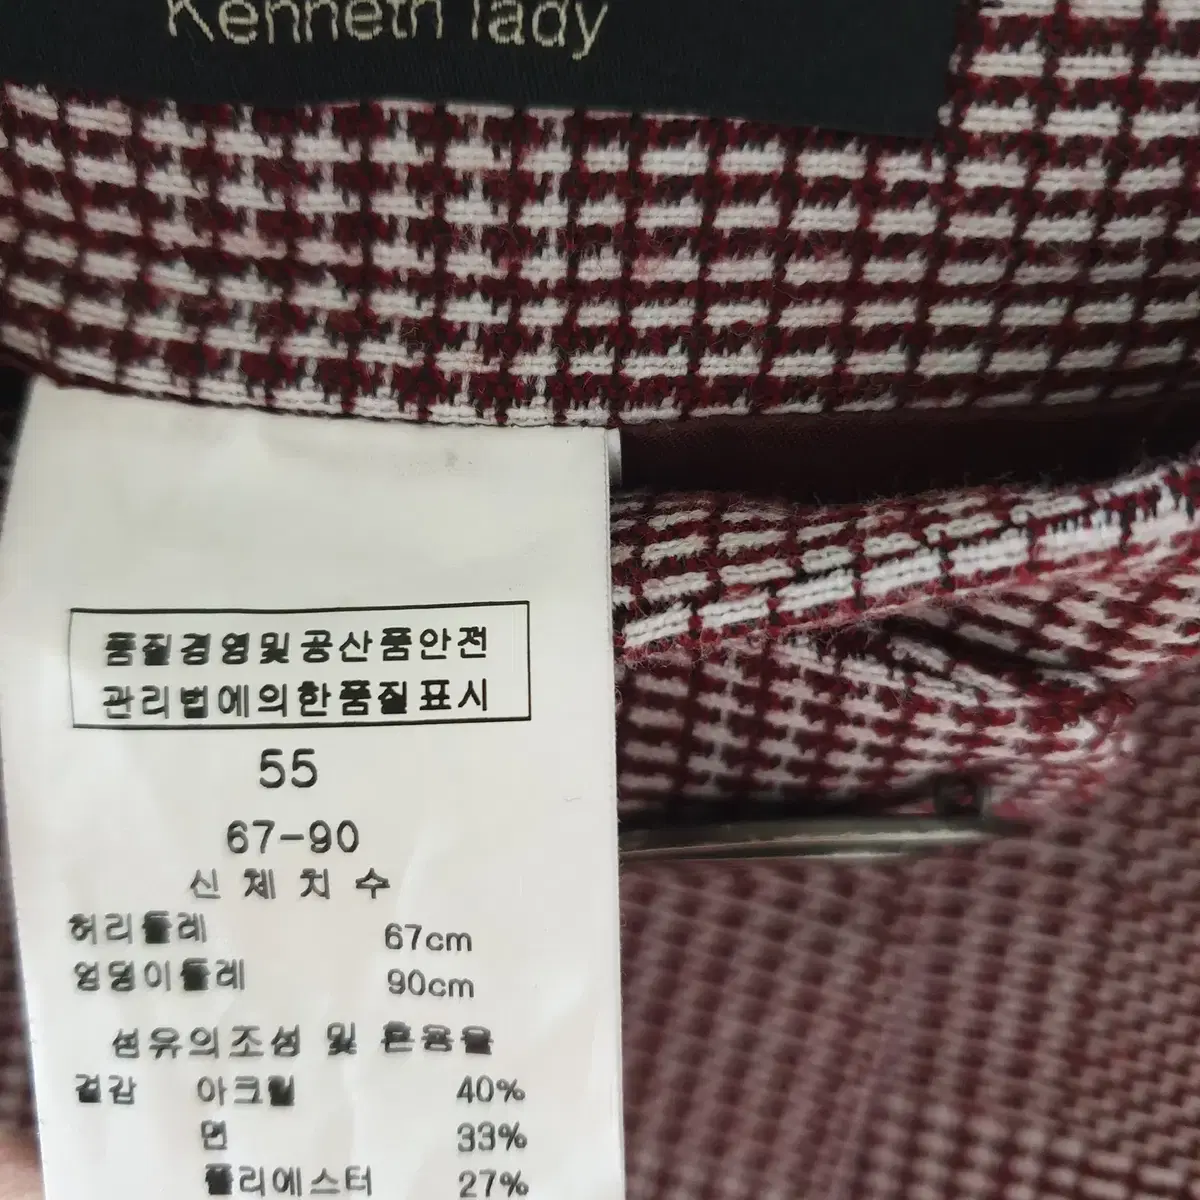 Kenneth lady
품질경영및공산품안전
관리법에의한품질표시
55
67-90
신체치수
허리둘레 67cm
엉덩이둘레 90cm
섬유의조성 및 혼용율
겉감 아크릴 40%
면 33%
폴리에스터 27%